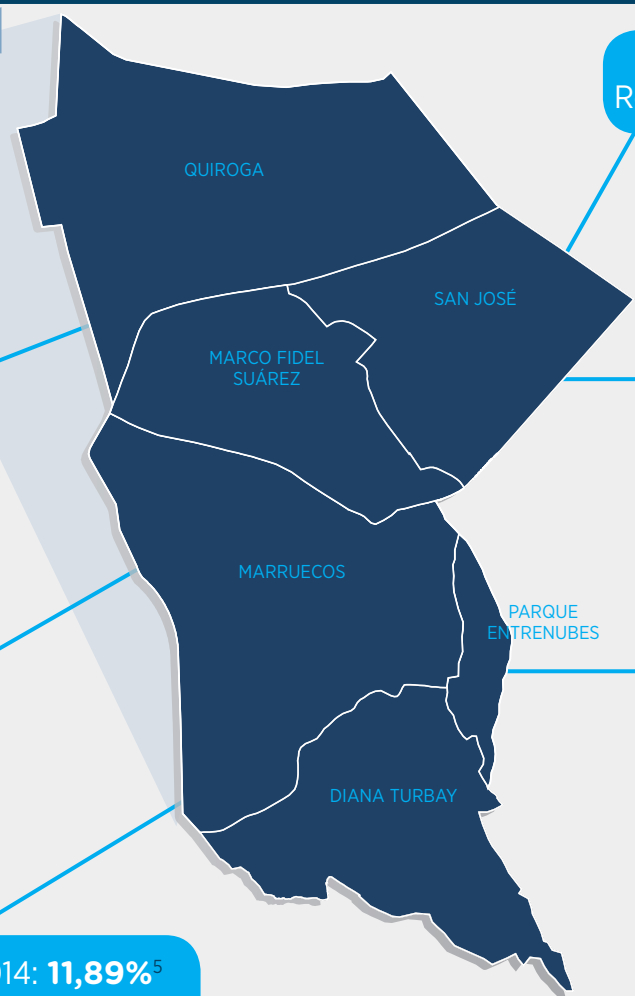 R
QUIROGA
SAN JOSÉ
MARCO FIDEL
SUÁREZ
MARRUECOS
PARQUE
ENTRENUBES
DIANA TURBAY
14: 11,89%5